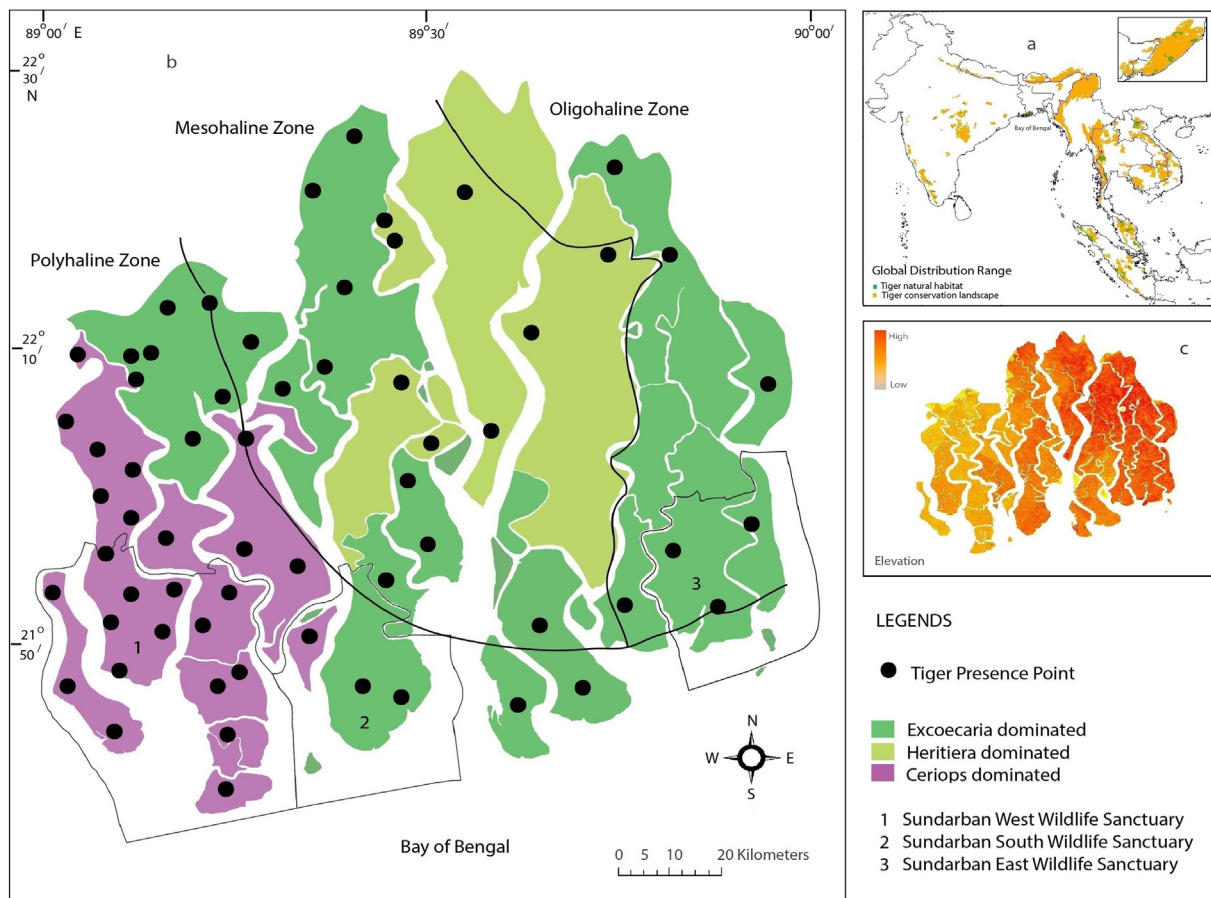 89°00′ E
89°30′
90°00′
22°
30′
N
b
Mesohaline Zone
Oligohaline Zone
Polyhaline Zone
22°
10′
21°
50′
1
2
3
N
W E
S
Bay of Bengal
0 5 10 20 Kilometers
a
Bay of Bengal
Global Distribution Range
Tiger natural habitat
Tiger conservation landscape
High
c
Low
Elevation
LEGENDS
Tiger Presence Point
Excoecaria dominated
Heritiera dominated
Ceriops dominated
1 Sundarban West Wildlife Sanctuary
2 Sundarban South Wildlife Sanctuary
3 Sundarban East Wildlife Sanctuary